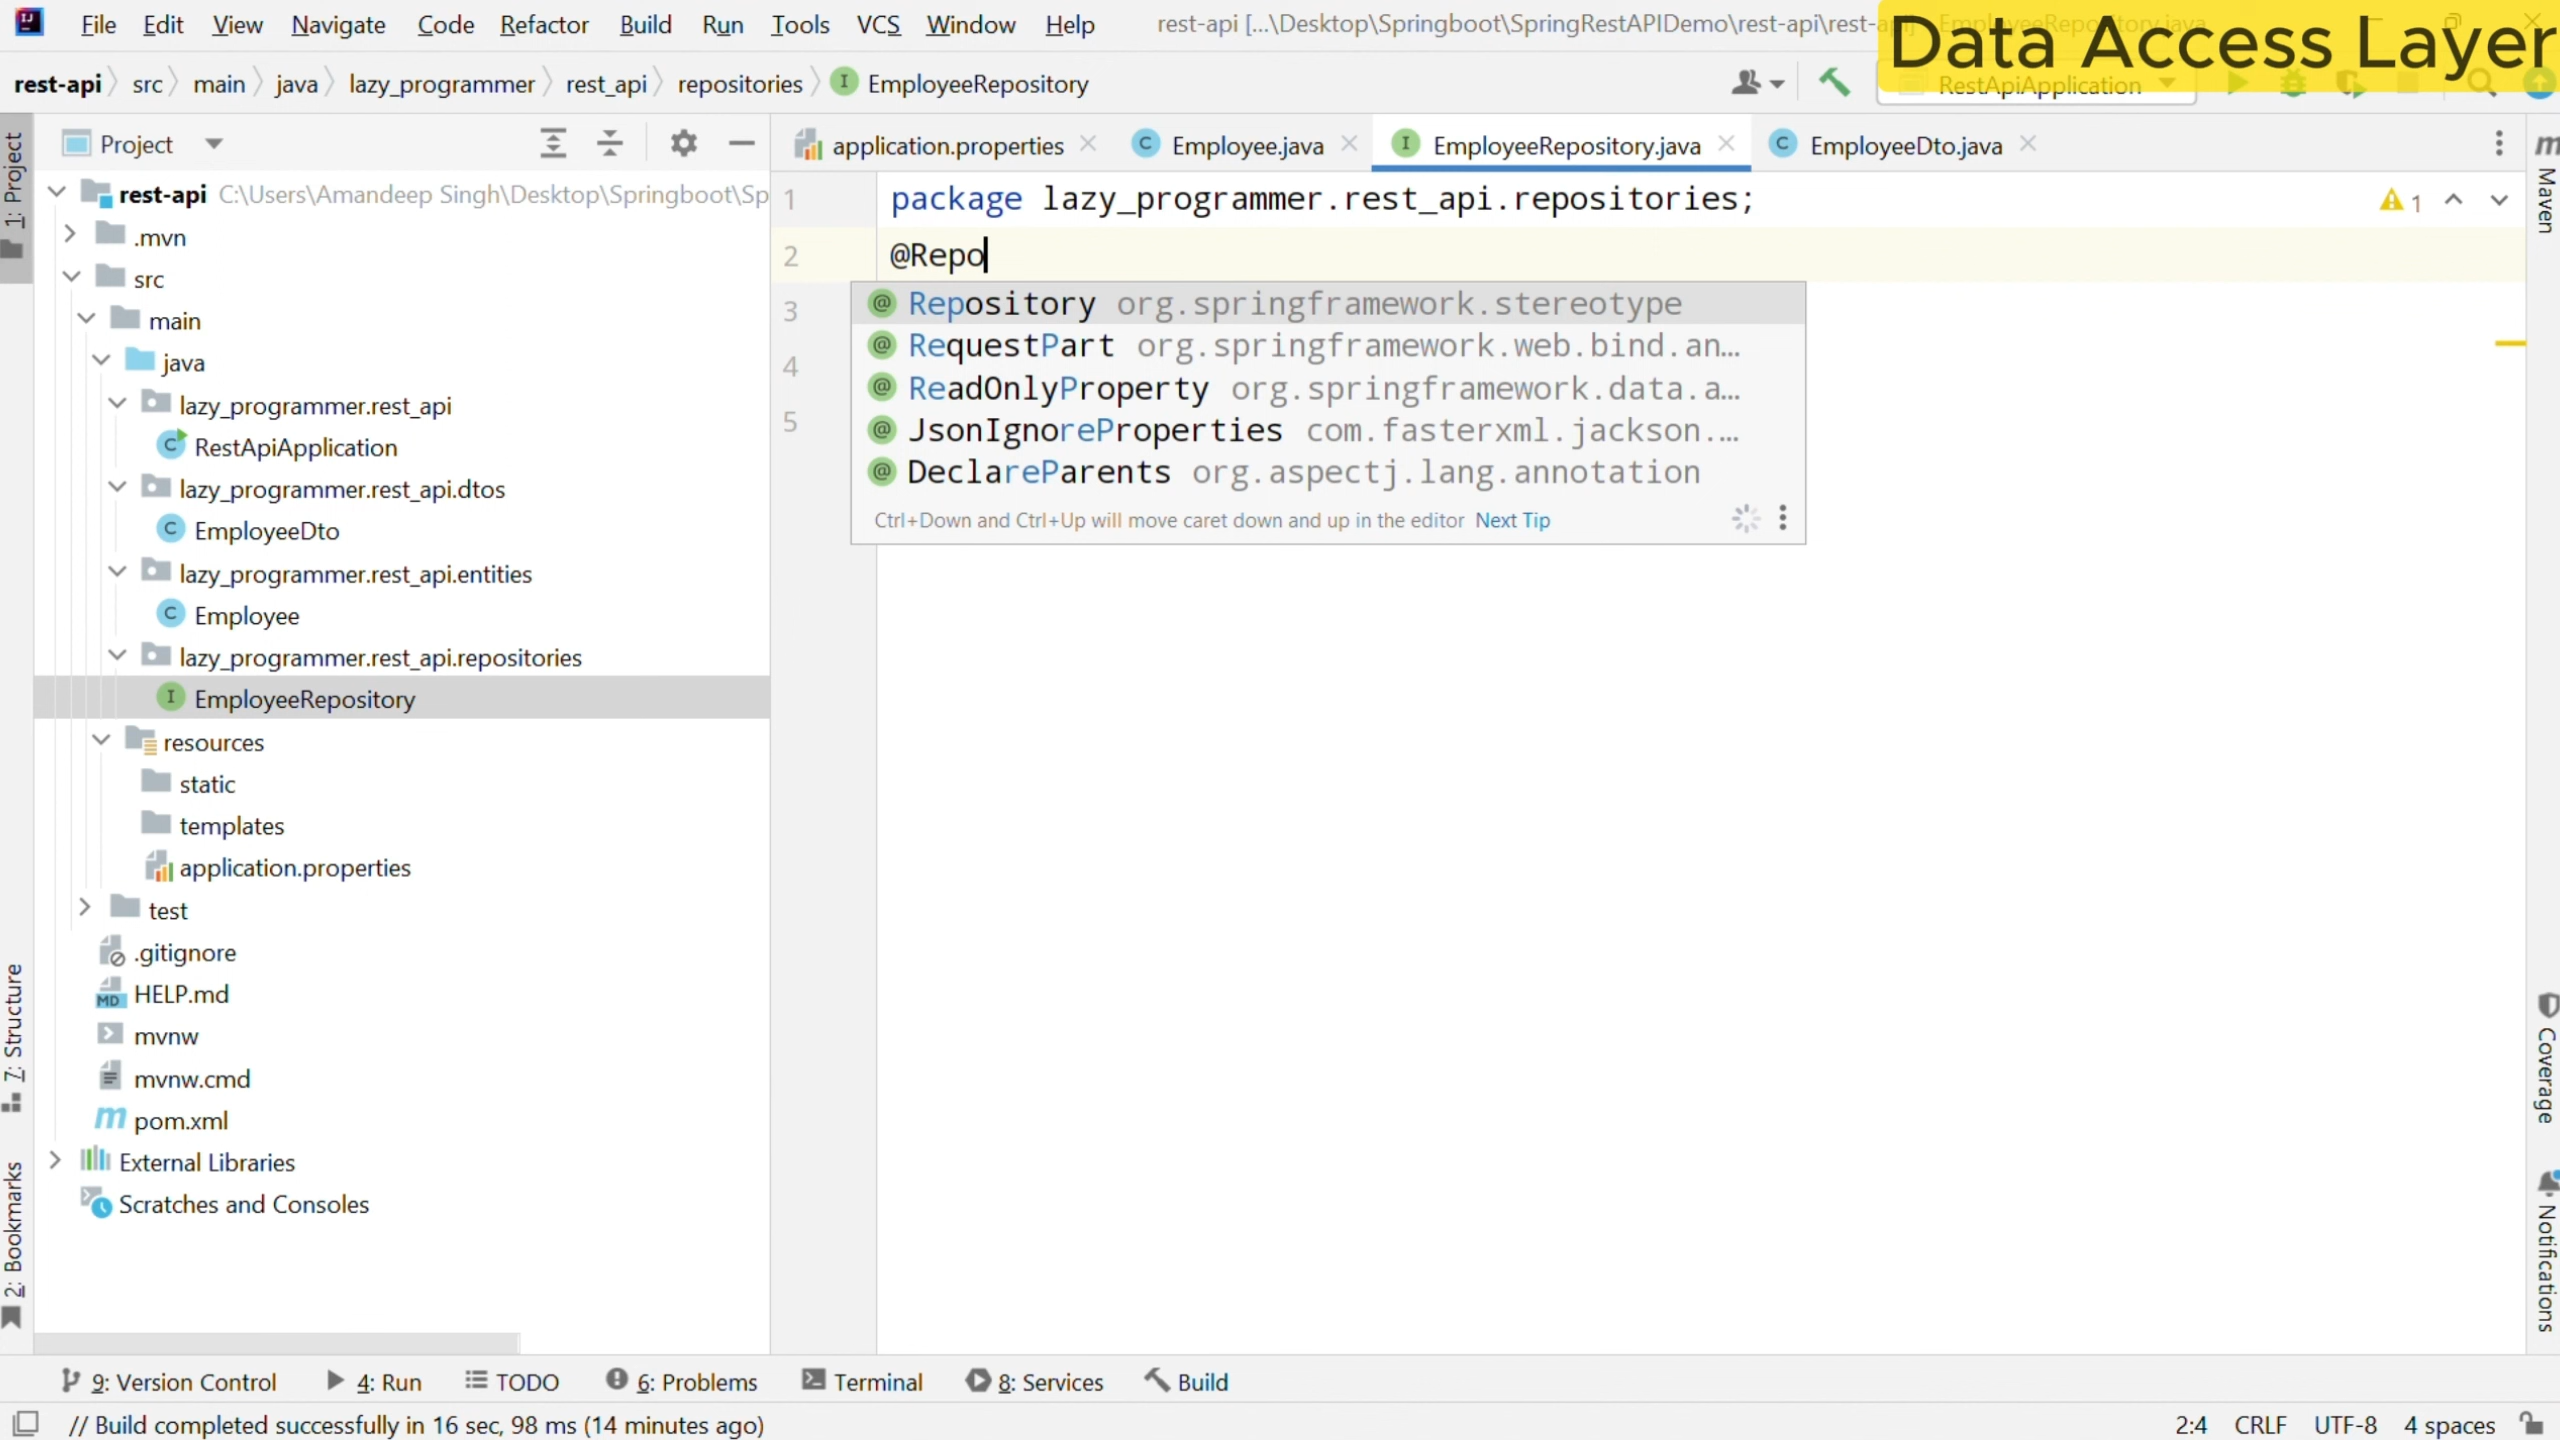 File Edit View Navigate Code Refactor Build Run Tools VCS Window Help rest-api [...\Desktop\Springboot\SpringRestAPIDemo\rest-api\rest-api] - EmployeeRepository.java
Data Access Layer
rest-api src main java lazy_programmer rest_api repositories EmployeeRepository RestApiApplication
Project
application.properties Employee.java EmployeeRepository.java EmployeeDto.java
1: Project
rest-api C:\Users\Amandeep Singh\Desktop\Springboot\Sp
.mvn
src
main
java
lazy_programmer.rest_api
RestApiApplication
lazy_programmer.rest_api.dtos
EmployeeDto
lazy_programmer.rest_api.entities
Employee
lazy_programmer.rest_api.repositories
EmployeeRepository
resources
static
templates
application.properties
test
.gitignore
HELP.md
mvnw
mvnw.cmd
pom.xml
External Libraries
Scratches and Consoles
7: Structure
2: Bookmarks
1 package lazy_programmer.rest_api.repositories;
2 @Repo
3
4
5
1
Repository org.springframework.stereotype
RequestPart org.springframework.web.bind.an…
ReadOnlyProperty org.springframework.data.a…
JsonIgnoreProperties com.fasterxml.jackson.…
DeclareParents org.aspectj.lang.annotation
Ctrl+Down and Ctrl+Up will move caret down and up in the editor Next Tip
Maven
Coverage
Notifications
9: Version Control 4: Run TODO 6: Problems Terminal 8: Services Build
// Build completed successfully in 16 sec, 98 ms (14 minutes ago) 2:4 CRLF UTF-8 4 spaces